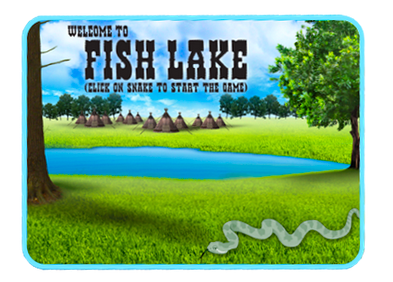 WELCOME TO
FISH LAKE
(CLICK ON SNAKE TO START THE GAME)